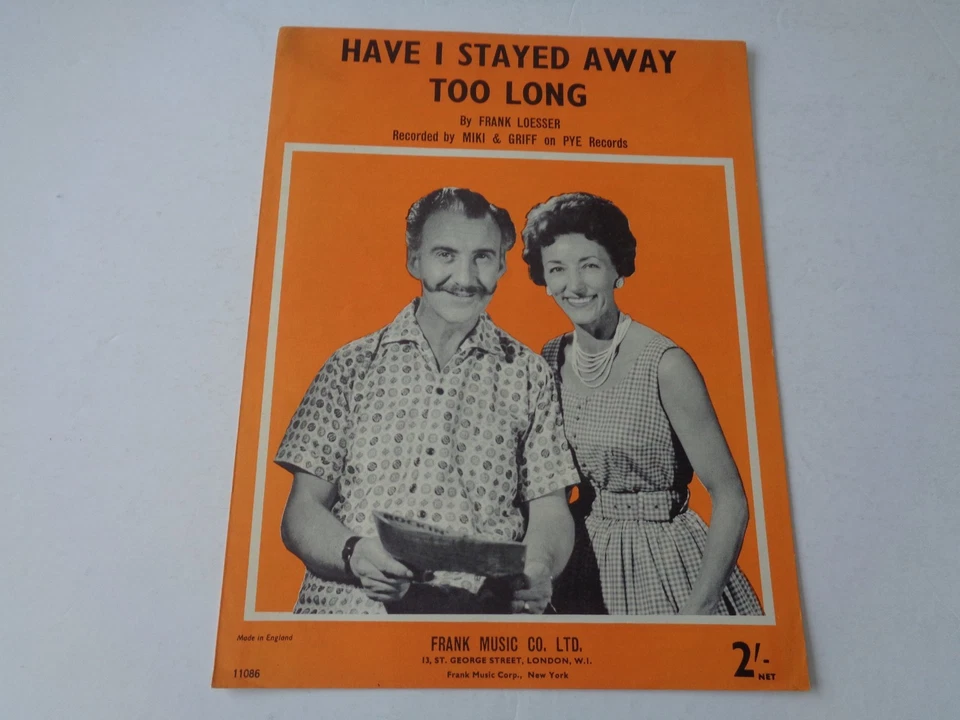 HAVE I STAYED AWAY
TOO LONG
By FRANK LOESSER
Recorded by MIKI & GRIFF on PYE Records
Made in England
FRANK MUSIC CO. LTD.
13, ST. GEORGE STREET, LONDON, W.1.
Frank Music Corp., New York
11086
2/-
NET